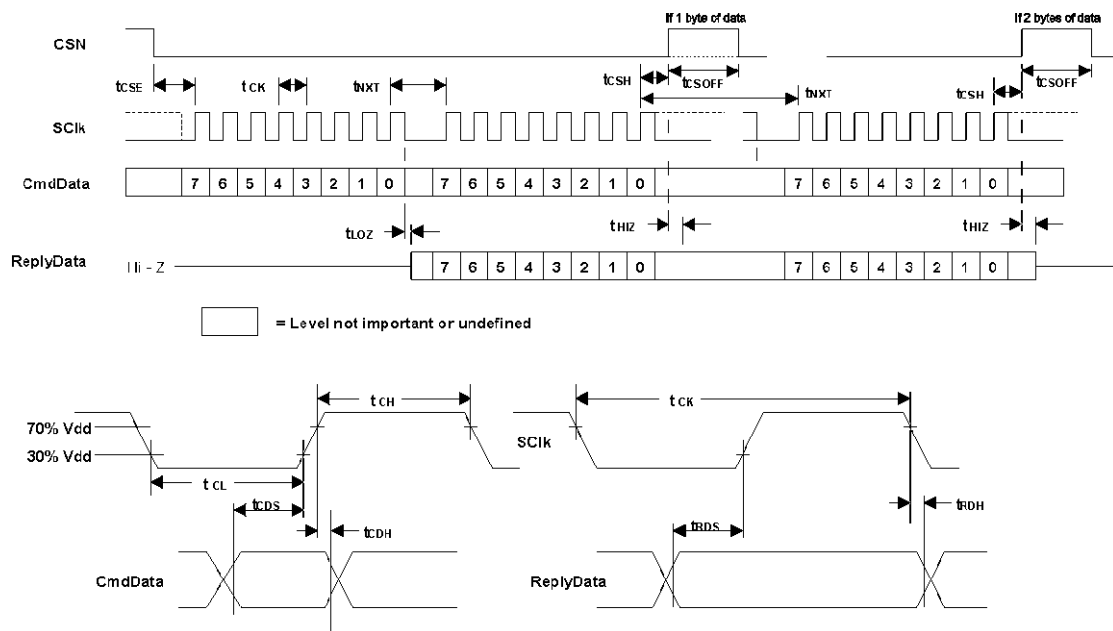 If 1 byte of data If 2 bytes of data
CSN
tCSE tCK tNXT tCSH tCSOFF tNXT tCSH tCSOFF
SClk
CmdData 7 6 5 4 3 2 1 0 7 6 5 4 3 2 1 0 7 6 5 4 3 2 1 0
tLOZ tHIZ tHIZ
ReplyData Hi - Z 7 6 5 4 3 2 1 0 7 6 5 4 3 2 1 0
= Level not important or undefined
tCH tCK
70% Vdd SClk
30% Vdd
tCL
tCDS tCDH tRDS tRDH
CmdData ReplyData